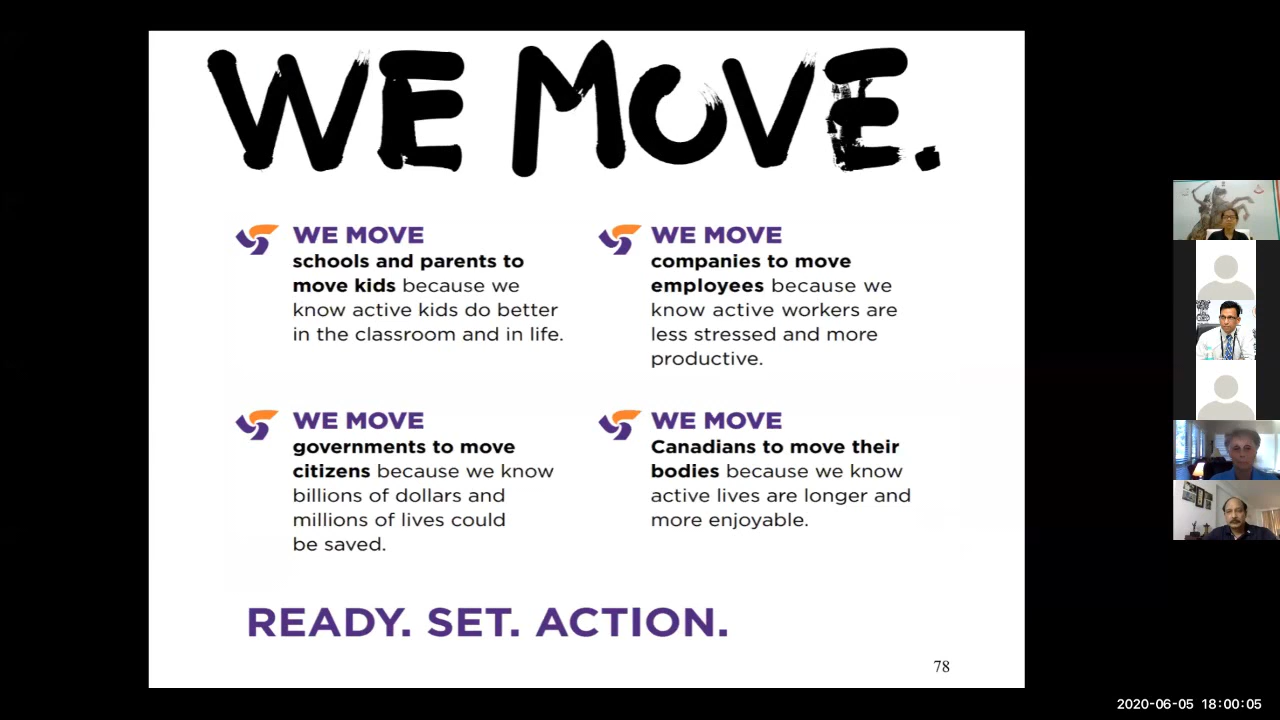 WE MOVE.
WE MOVE
schools and parents to
move kids because we
know active kids do better
in the classroom and in life.
WE MOVE
companies to move
employees because we
know active workers are
less stressed and more
productive.
WE MOVE
governments to move
citizens because we know
billions of dollars and
millions of lives could
be saved.
WE MOVE
Canadians to move their
bodies because we know
active lives are longer and
more enjoyable.
READY. SET. ACTION.
78
2020-06-05 18:00:05